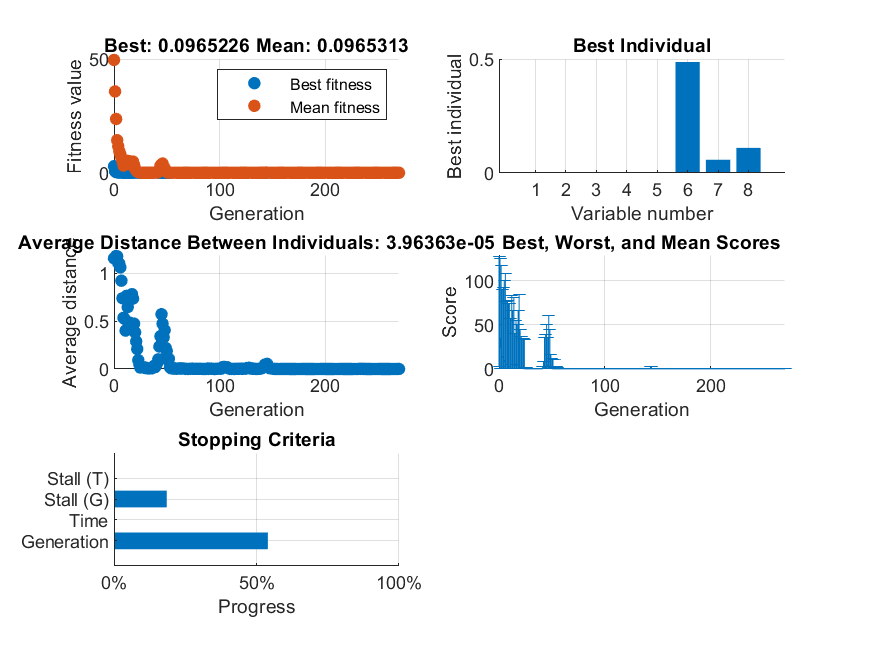 Best: 0.0965226 Mean: 0.0965313
Fitness value
50
0
Best fitness
Mean fitness
0 100 200
Generation
Best Individual
Best individual
0.5
0
1 2 3 4 5 6 7 8
Variable number
Average Distance Between Individuals: 3.96363e-05
Average distance
1
0.5
0
0 100 200
Generation
Best, Worst, and Mean Scores
Score
100
50
0
0 100 200
Generation
Stopping Criteria
Stall (T)
Stall (G)
Time
Generation
0% 50% 100%
Progress